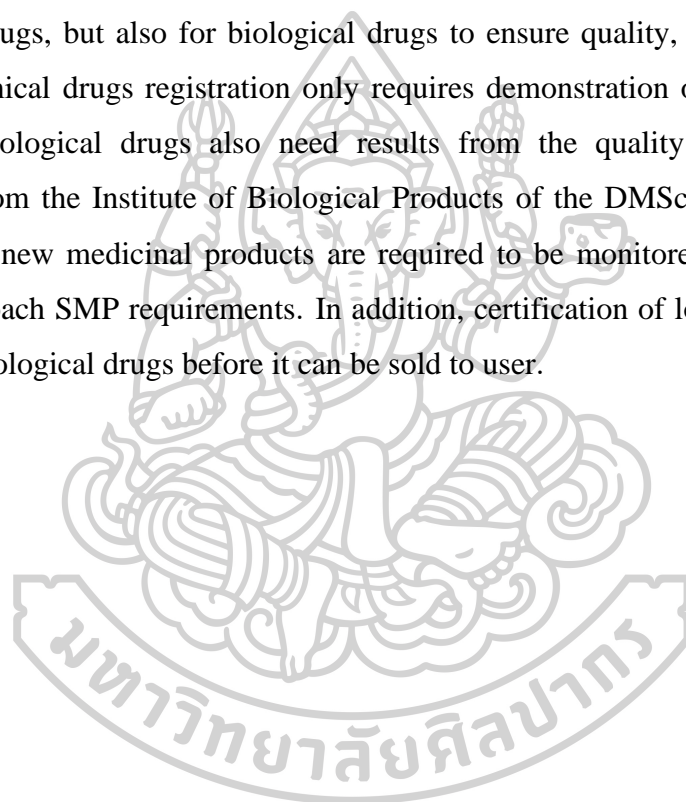 ugs, but also for biological drugs to ensure quality,
nical drugs registration only requires demonstration
ological drugs also need results from the quality
om the Institute of Biological Products of the DMSc
new medicinal products are required to be monitore
each SMP requirements. In addition, certification of
ological drugs before it can be sold to user.
มหาวิทยาลัยศิลปากร